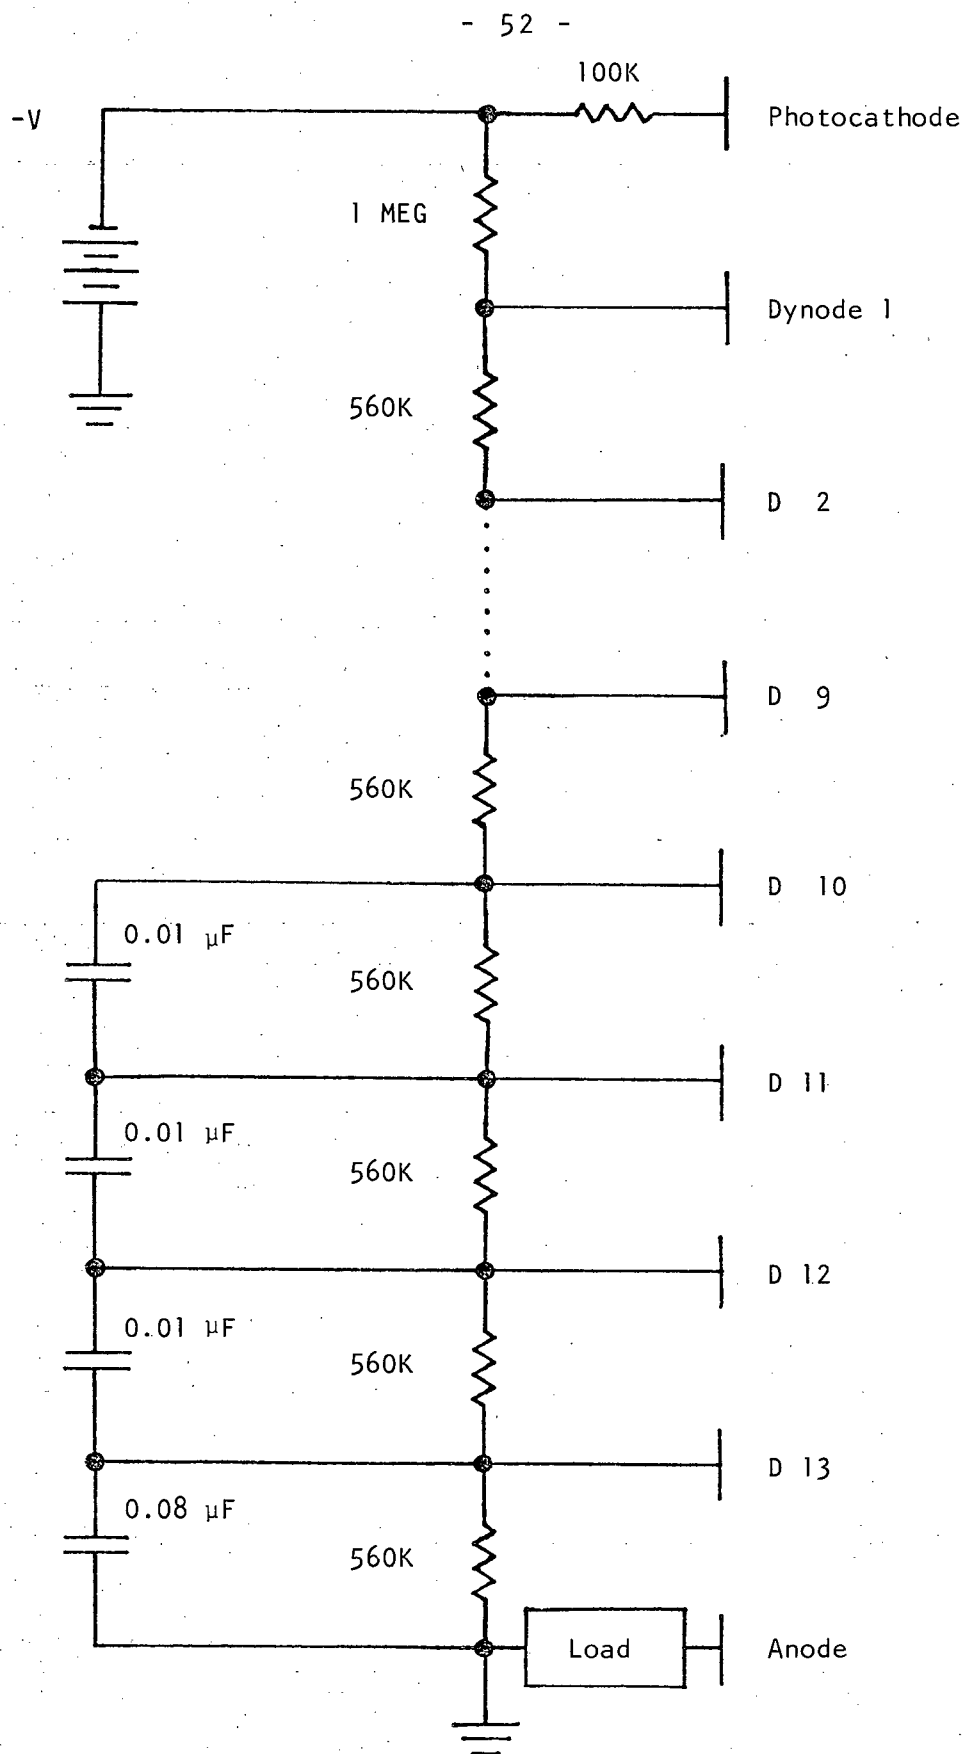 - 52 -
100K
-V
Photocathode
1 MEG
Dynode 1
560K
D 2
D 9
560K
D 10
0.01 µF
560K
D 11
0.01 µF
560K
D 12
0.01 µF
560K
D 13
0.08 µF
560K
Load
Anode